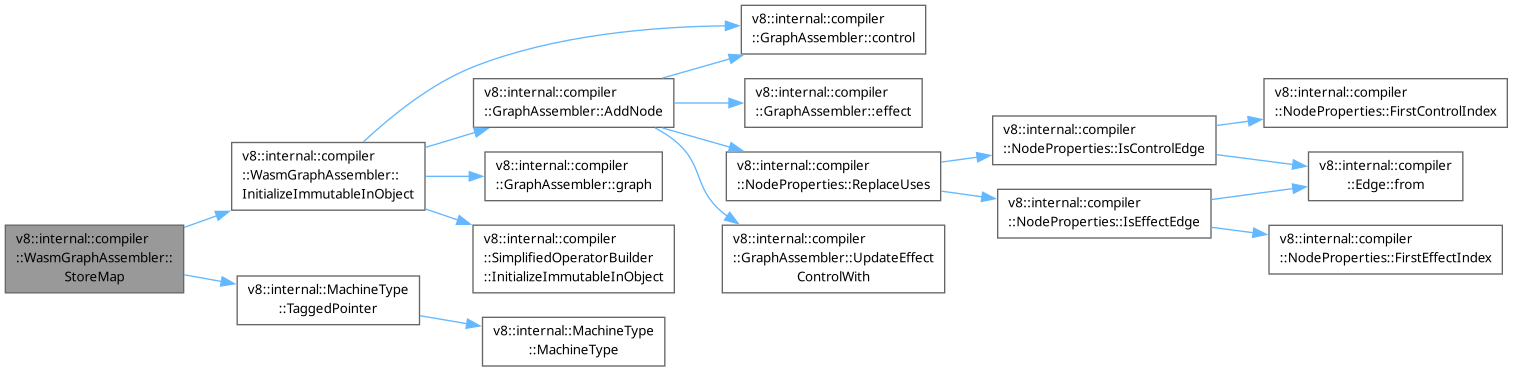 v8::internal::compiler
::WasmGraphAssembler::
StoreMap
v8::internal::compiler
::WasmGraphAssembler::
InitializeImmutableInObject
v8::internal::MachineType
::TaggedPointer
v8::internal::compiler
::GraphAssembler::AddNode
v8::internal::compiler
::GraphAssembler::graph
v8::internal::compiler
::SimplifiedOperatorBuilder
::InitializeImmutableInObject
v8::internal::MachineType
::MachineType
v8::internal::compiler
::GraphAssembler::control
v8::internal::compiler
::GraphAssembler::effect
v8::internal::compiler
::NodeProperties::ReplaceUses
v8::internal::compiler
::GraphAssembler::UpdateEffect
ControlWith
v8::internal::compiler
::NodeProperties::IsControlEdge
v8::internal::compiler
::NodeProperties::IsEffectEdge
v8::internal::compiler
::NodeProperties::FirstControlIndex
v8::internal::compiler
::Edge::from
v8::internal::compiler
::NodeProperties::FirstEffectIndex